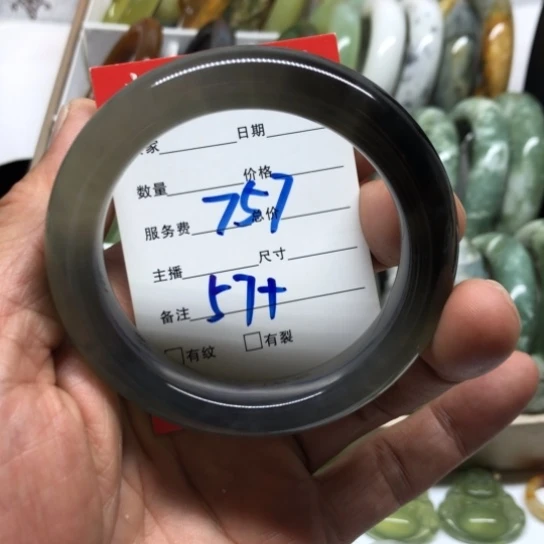 家 日期
数量 价格
757
服务费 总价
主播 尺寸
57+
备注
有纹 有裂